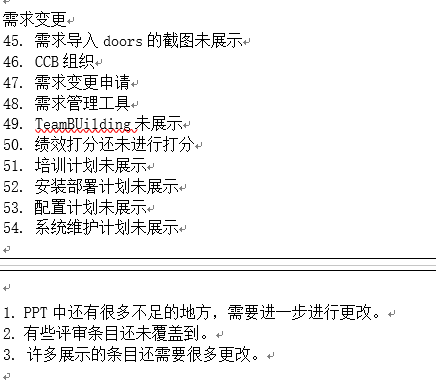 需求变更
45. 需求导入 doors 的截图未展示
46. CCB 组织
47. 需求变更申请
48. 需求管理工具
49. TeamBUilding 未展示
50. 绩效打分还未进行打分
51. 培训计划未展示
52. 安装部署计划未展示
53. 配置计划未展示
54. 系统维护计划未展示
1. PPT 中还有很多不足的地方，需要进一步进行更改。
2. 有些评审条目还未覆盖到。
3. 许多展示的条目还需要很多更改。